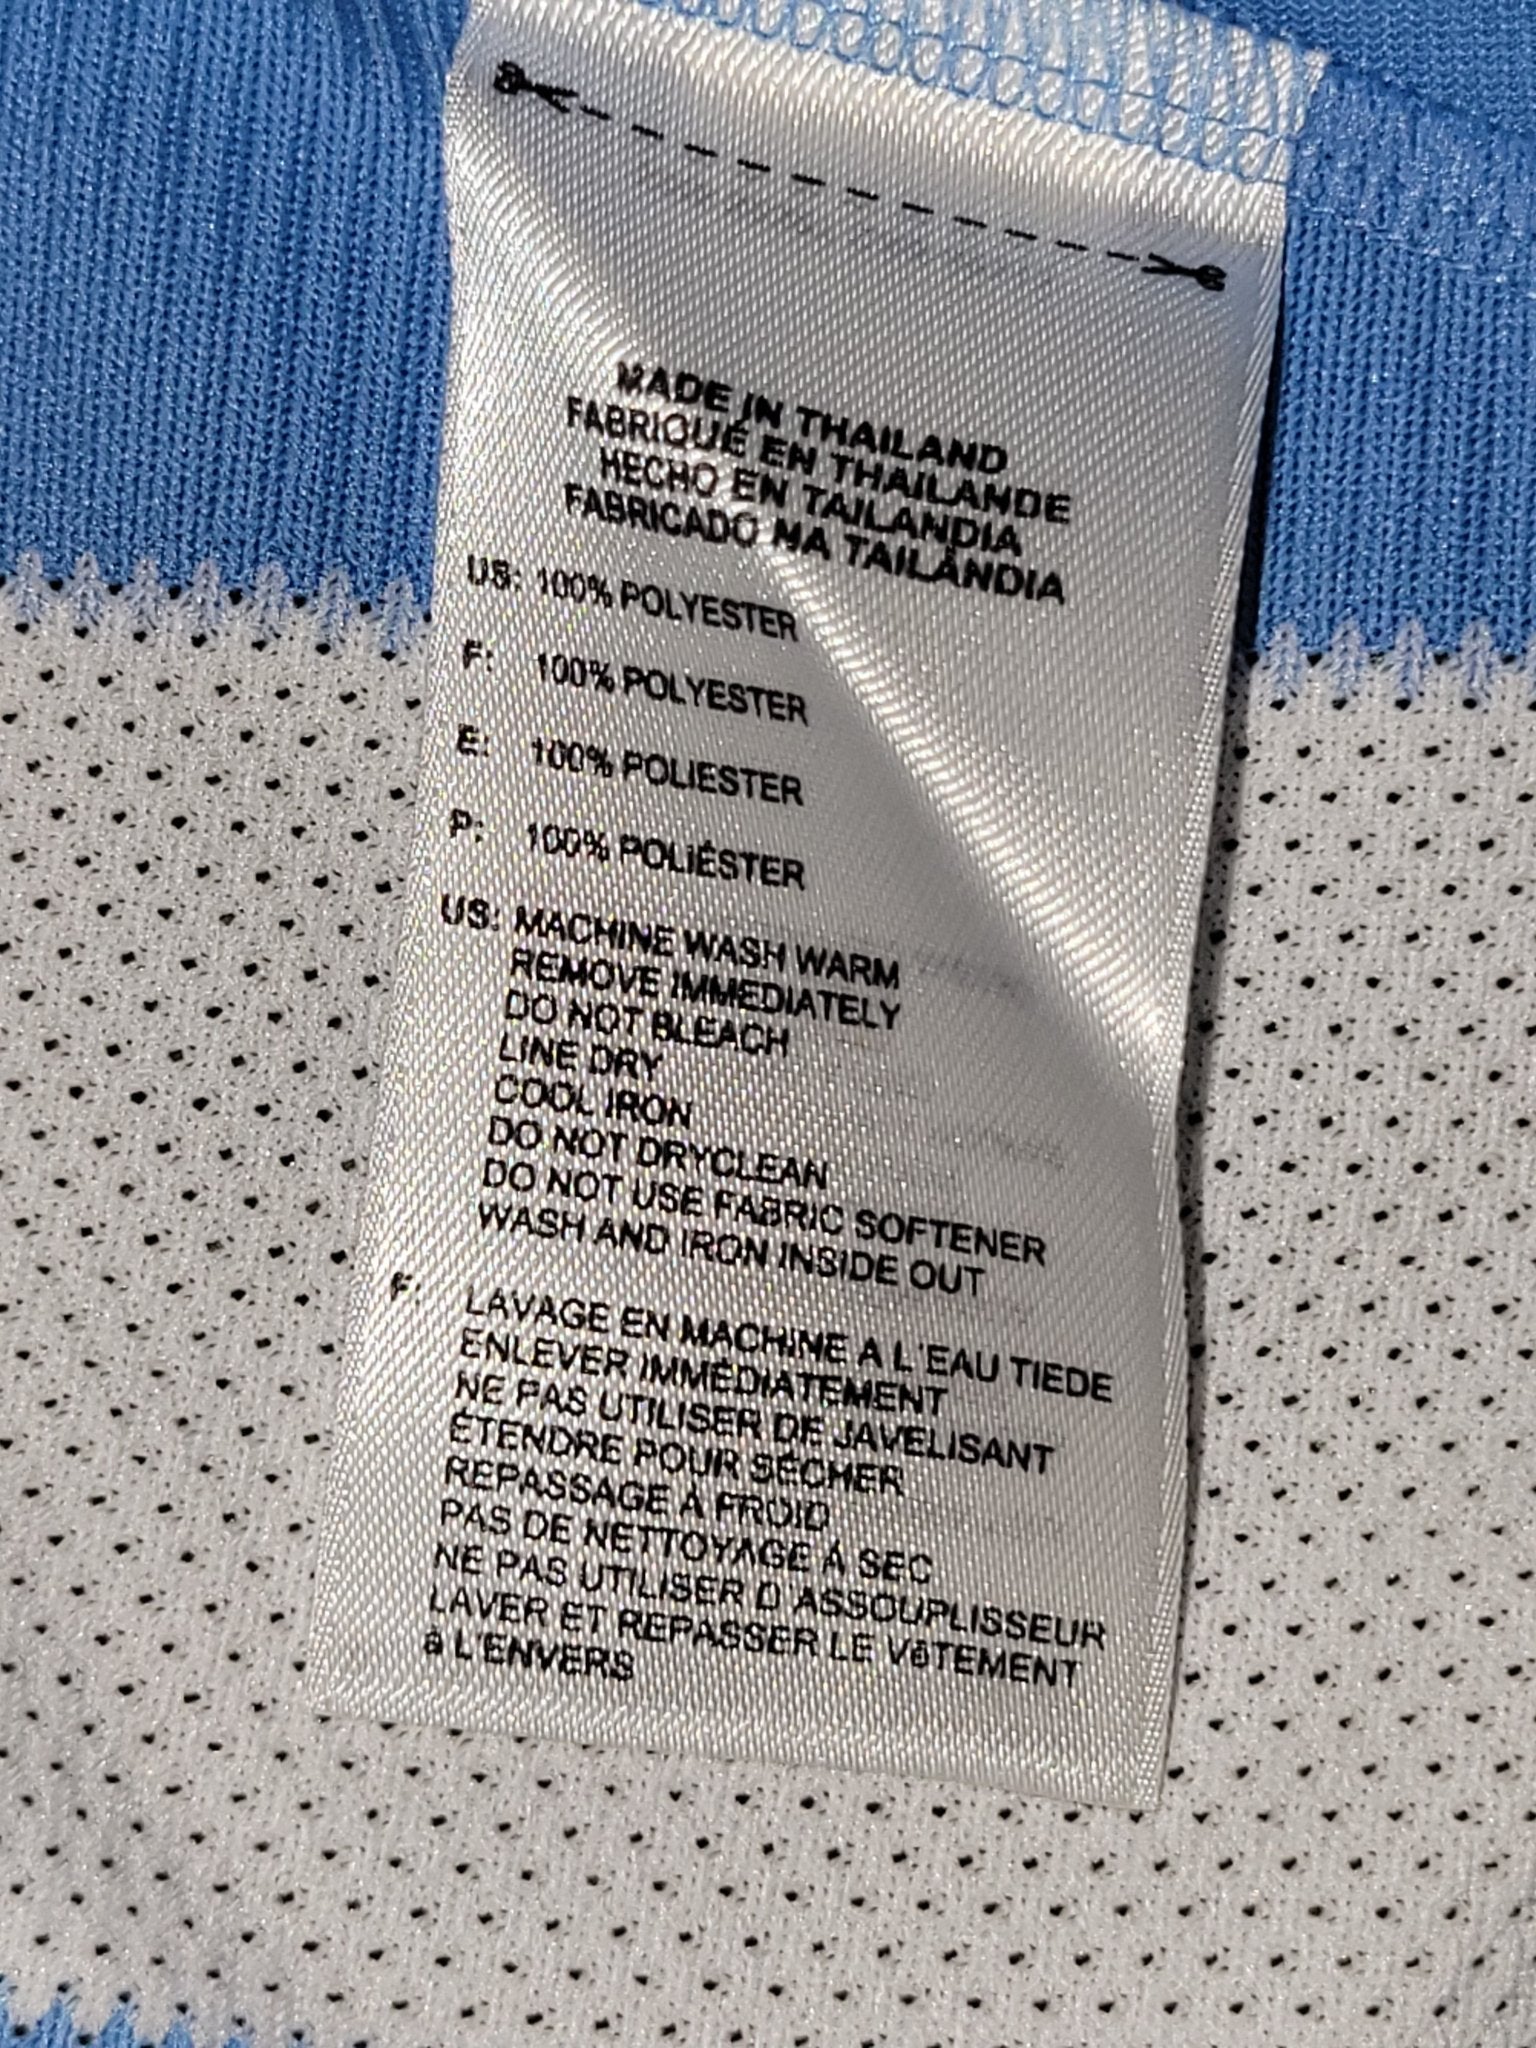 MADE IN THAILAND
FABRIQUÉ EN THAILANDE
HECHO EN TAILANDIA
FABRICADO NA TAILÂNDIA
US: 100% POLYESTER
F: 100% POLYESTER
E: 100% POLIESTER
P: 100% POLIÉSTER
US: MACHINE WASH WARM
REMOVE IMMEDIATELY
DO NOT BLEACH
LINE DRY
COOL IRON
DO NOT DRYCLEAN
DO NOT USE FABRIC SOFTENER
WASH AND IRON INSIDE OUT
F: LAVAGE EN MACHINE A L'EAU TIEDE
ENLEVER IMMÉDIATEMENT
NE PAS UTILISER DE JAVELISANT
ÉTENDRE POUR SÉCHER
REPASSAGE À FROID
PAS DE NETTOYAGE À SEC
NE PAS UTILISER D'ASSOUPLISSEUR
LAVER ET REPASSER LE VêTEMENT
à L'ENVERS